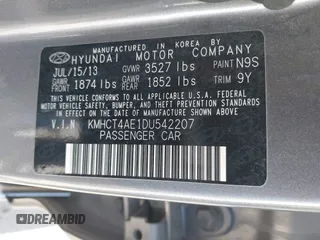 MANUFACTURED IN KOREA BY
HYUNDAI MOTOR COMPANY
JUL/15/13 GVWR 3527 lbs PAINT N9S
GAWR FRONT 1874 lbs GAWR REAR 1852 lbs TRIM 9Y
THIS VEHICLE CONFORMS TO ALL APPLICABLE U.S. FEDERAL
MOTOR VEHICLE SAFETY, BUMPER, AND THEFT PREVENTION
STANDARDS IN EFFECT ON THE DATE OF MANUFACTURE SHOWN ABOVE.
V.I.N KMHCT4AE1DU542207
PASSENGER CAR